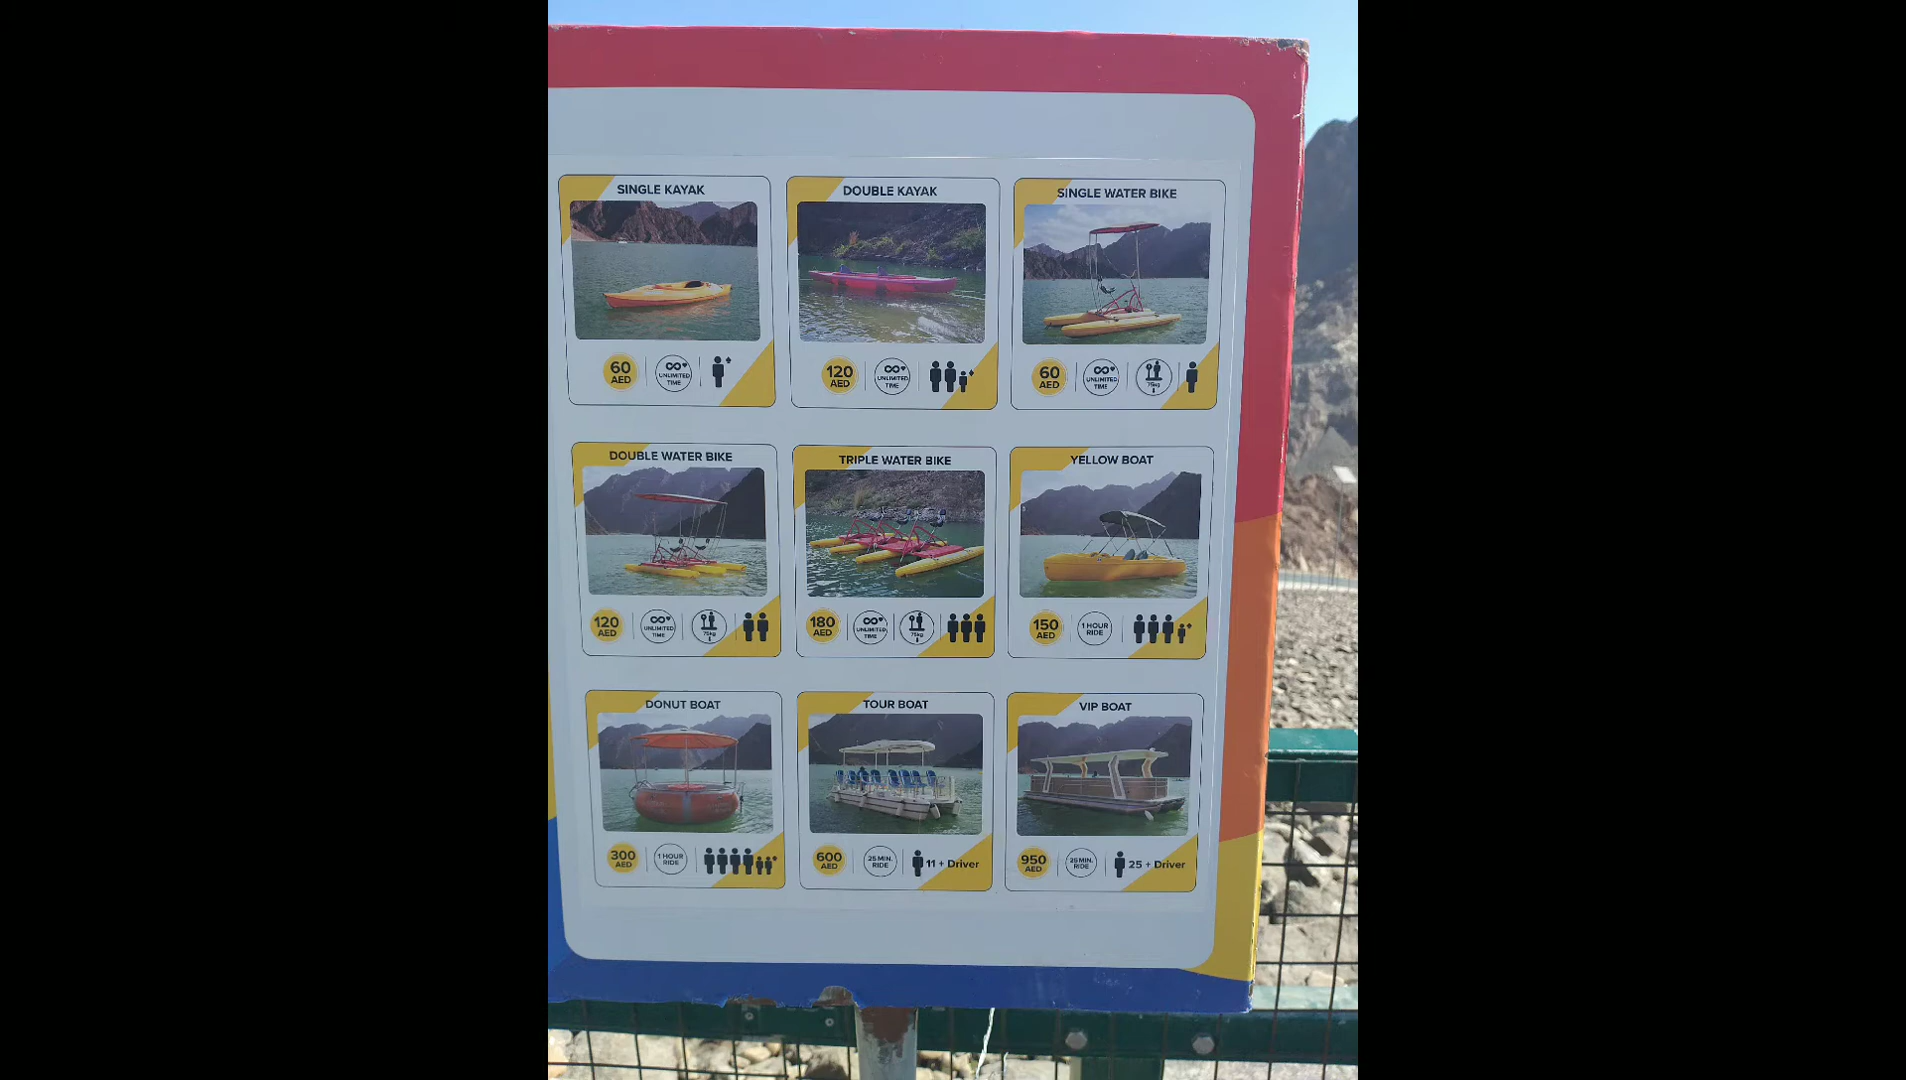 SINGLE KAYAK
60
AED
UNLIMITED
TIME
DOUBLE KAYAK
120
AED
UNLIMITED
TIME
SINGLE WATER BIKE
60
AED
UNLIMITED
TIME
75kg
DOUBLE WATER BIKE
120
AED
UNLIMITED
TIME
75kg
TRIPLE WATER BIKE
180
AED
UNLIMITED
TIME
75kg
YELLOW BOAT
150
AED
1 HOUR
RIDE
DONUT BOAT
300
AED
1 HOUR
RIDE
TOUR BOAT
600
AED
25 MIN.
RIDE
11 + Driver
VIP BOAT
950
AED
25 MIN.
RIDE
25 + Driver